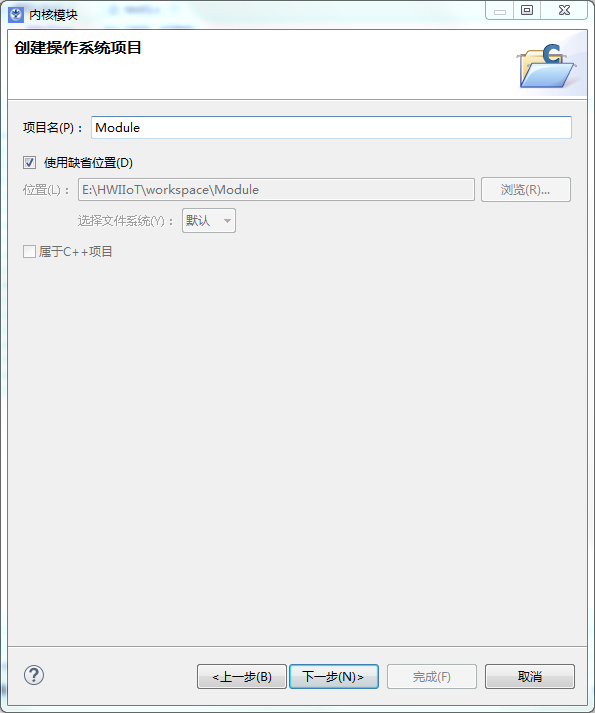 内核模块
创建操作系统项目
项目名(P)： Module
使用缺省位置(D)
位置(L)： E:\HWIIoT\workspace\Module 浏览(R)...
选择文件系统(Y)： 默认
属于C++项目
<上一步(B) 下一步(N)> 完成(F) 取消